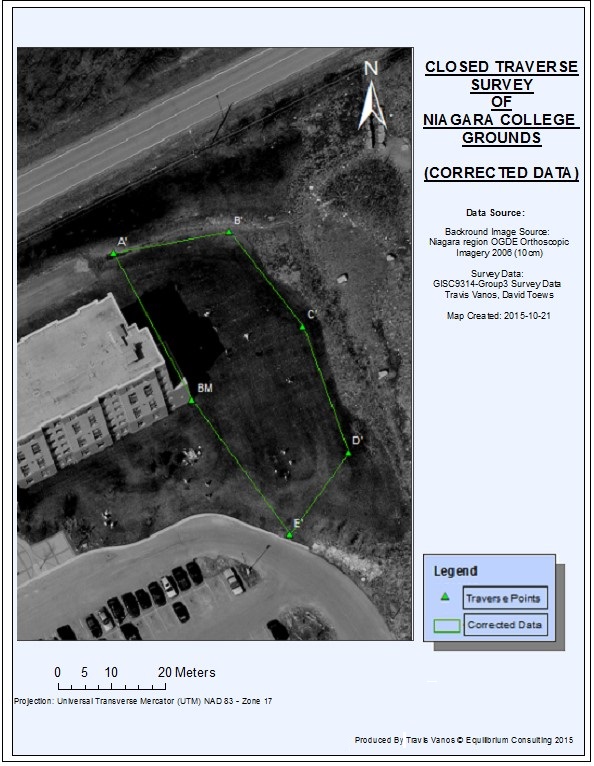 CLOSED TRAVERSE
SURVEY
OF
NIAGARA COLLEGE
GROUNDS
(CORRECTED DATA)
Data Source:
Backround Image Source:
Niagara region OGDE Orthoscopic
Imagery 2006 (10cm)
Survey Data:
GISC9314-Group3 Survey Data
Travis Vanos, David Toews
Map Created: 2015-10-21
N
A'
B'
C'
BM
D'
E'
Legend
Traverse Points
Corrected Data
0 5 10 20 Meters
Projection: Universal Transverse Mercator (UTM) NAD 83 - Zone 17
Produced By Travis Vanos © Equilibrium Consulting 2015